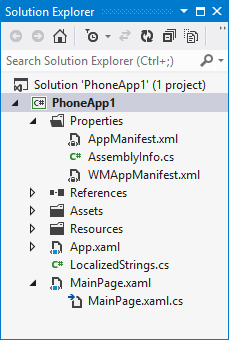 Solution Explorer
Search Solution Explorer (Ctrl+;)
Solution 'PhoneApp1' (1 project)
C# PhoneApp1
Properties
AppManifest.xml
C# AssemblyInfo.cs
WMAppManifest.xml
References
Assets
Resources
App.xaml
C# LocalizedStrings.cs
MainPage.xaml
MainPage.xaml.cs